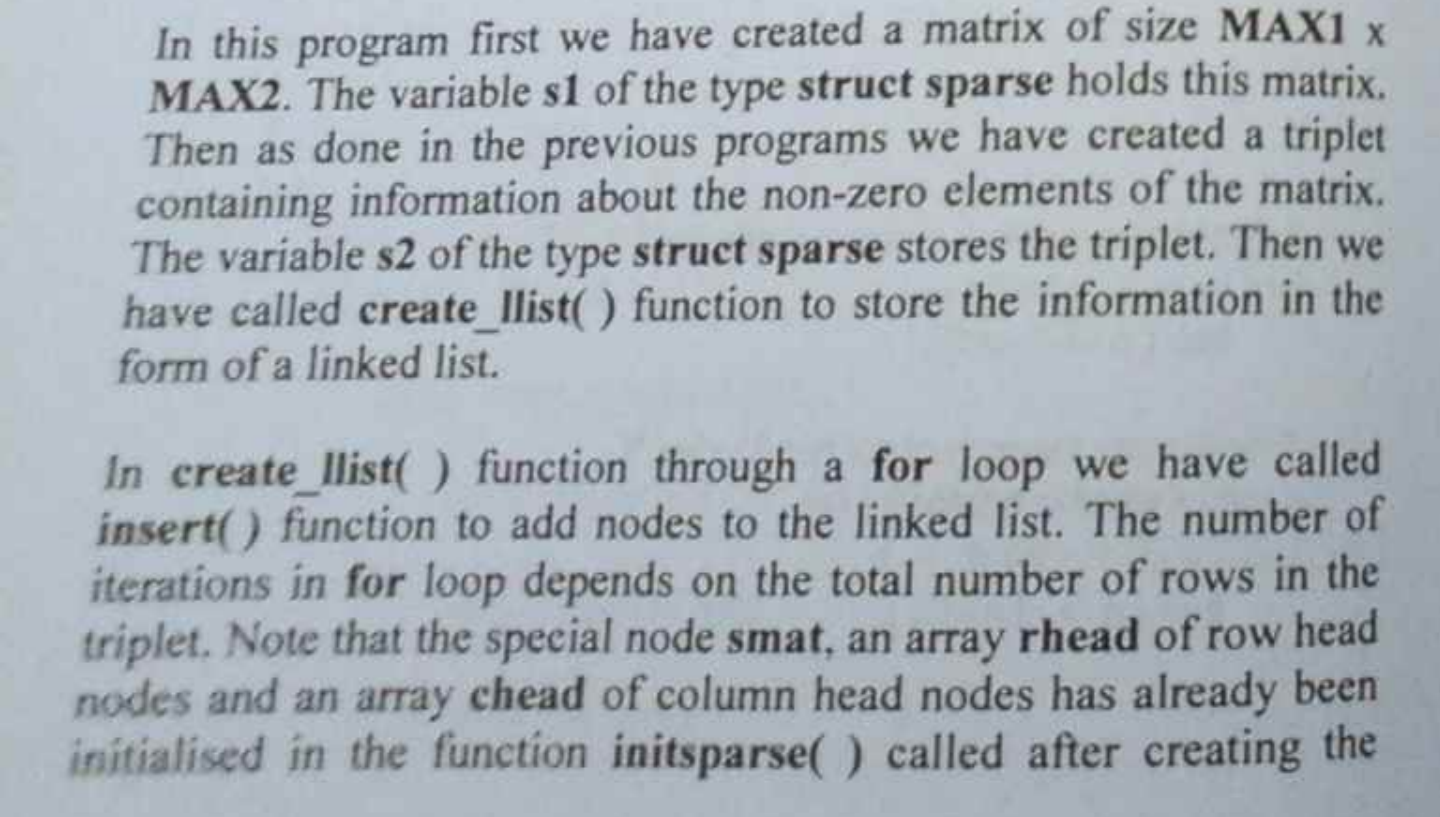 In this program first we have created a matrix of size MAX1 x
MAX2. The variable s1 of the type struct sparse holds this matrix.
Then as done in the previous programs we have created a triplet
containing information about the non-zero elements of the matrix.
The variable s2 of the type struct sparse stores the triplet. Then we
have called create_llist( ) function to store the information in the
form of a linked list.

In create_llist( ) function through a for loop we have called
insert( ) function to add nodes to the linked list. The number of
iterations in for loop depends on the total number of rows in the
triplet. Note that the special node smat, an array rhead of row head
nodes and an array chead of column head nodes has already been
initialised in the function initsparse( ) called after creating the